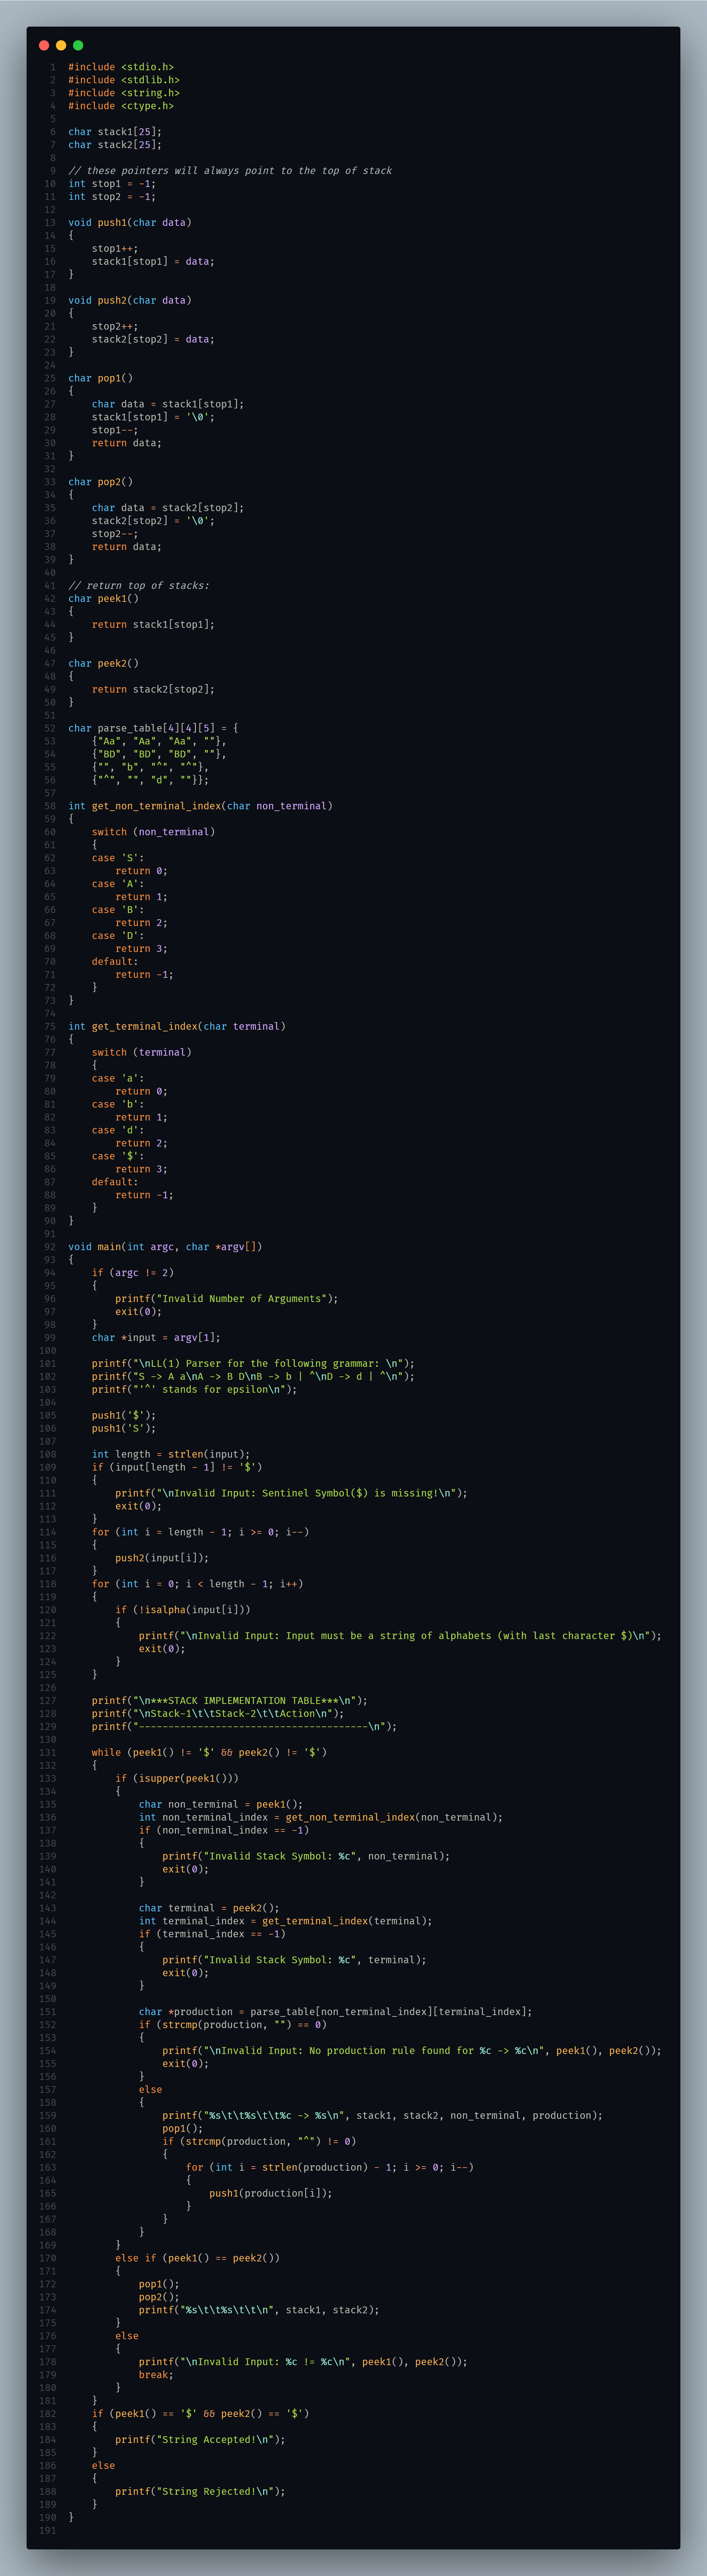 1 #include <stdio.h>
2 #include <stdlib.h>
3 #include <string.h>
4 #include <ctype.h>
5
6 char stack1[25];
7 char stack2[25];
8
9 // these pointers will always point to the top of stack
10 int stop1 = -1;
11 int stop2 = -1;
12
13 void push1(char data)
14 {
15     stop1++;
16     stack1[stop1] = data;
17 }
18
19 void push2(char data)
20 {
21     stop2++;
22     stack2[stop2] = data;
23 }
24
25 char pop1()
26 {
27     char data = stack1[stop1];
28     stack1[stop1] = '\0';
29     stop1--;
30     return data;
31 }
32
33 char pop2()
34 {
35     char data = stack2[stop2];
36     stack2[stop2] = '\0';
37     stop2--;
38     return data;
39 }
40
41 // return top of stacks:
42 char peek1()
43 {
44     return stack1[stop1];
45 }
46
47 char peek2()
48 {
49     return stack2[stop2];
50 }
51
52 char parse_table[4][4][5] = {
53     {"Aa", "Aa", "Aa", ""},
54     {"BD", "BD", "BD", ""},
55     {"", "b", "^", "^"},
56     {"^", "", "d", ""}};
57
58 int get_non_terminal_index(char non_terminal)
59 {
60     switch (non_terminal)
61     {
62     case 'S':
63         return 0;
64     case 'A':
65         return 1;
66     case 'B':
67         return 2;
68     case 'D':
69         return 3;
70     default:
71         return -1;
72     }
73 }
74
75 int get_terminal_index(char terminal)
76 {
77     switch (terminal)
78     {
79     case 'a':
80         return 0;
81     case 'b':
82         return 1;
83     case 'd':
84         return 2;
85     case '$':
86         return 3;
87     default:
88         return -1;
89     }
90 }
91
92 void main(int argc, char *argv[])
93 {
94     if (argc != 2)
95     {
96         printf("Invalid Number of Arguments");
97         exit(0);
98     }
99     char *input = argv[1];
100
101     printf("\nLL(1) Parser for the following grammar: \n");
102     printf("S -> A a\nA -> B D\nB -> b | ^\nD -> d | ^\n");
103     printf("'^' stands for epsilon\n");
104
105     push1('$');
106     push1('S');
107
108     int length = strlen(input);
109     if (input[length - 1] != '$')
110     {
111         printf("\nInvalid Input: Sentinel Symbol($) is missing!\n");
112         exit(0);
113     }
114     for (int i = length - 1; i >= 0; i--)
115     {
116         push2(input[i]);
117     }
118     for (int i = 0; i < length - 1; i++)
119     {
120         if (!isalpha(input[i]))
121         {
122             printf("\nInvalid Input: Input must be a string of alphabets (with last character $)\n");
123             exit(0);
124         }
125     }
126
127     printf("\n***STACK IMPLEMENTATION TABLE***\n");
128     printf("\nStack-1\t\tStack-2\t\tAction\n");
129     printf("---------------------------------------\n");
130
131     while (peek1() != '$' && peek2() != '$')
132     {
133         if (isupper(peek1()))
134         {
135             char non_terminal = peek1();
136             int non_terminal_index = get_non_terminal_index(non_terminal);
137             if (non_terminal_index == -1)
138             {
139                 printf("Invalid Stack Symbol: %c", non_terminal);
140                 exit(0);
141             }
142
143             char terminal = peek2();
144             int terminal_index = get_terminal_index(terminal);
145             if (terminal_index == -1)
146             {
147                 printf("Invalid Stack Symbol: %c", terminal);
148                 exit(0);
149             }
150
151             char *production = parse_table[non_terminal_index][terminal_index];
152             if (strcmp(production, "") == 0)
153             {
154                 printf("\nInvalid Input: No production rule found for %c -> %c\n", peek1(), peek2());
155                 exit(0);
156             }
157             else
158             {
159                 printf("%s\t\t%s\t\t%c -> %s\n", stack1, stack2, non_terminal, production);
160                 pop1();
161                 if (strcmp(production, "^") != 0)
162                 {
163                     for (int i = strlen(production) - 1; i >= 0; i--)
164                     {
165                         push1(production[i]);
166                     }
167                 }
168             }
169         }
170         else if (peek1() == peek2())
171         {
172             pop1();
173             pop2();
174             printf("%s\t\t%s\t\t\n", stack1, stack2);
175         }
176         else
177         {
178             printf("\nInvalid Input: %c != %c\n", peek1(), peek2());
179             break;
180         }
181     }
182     if (peek1() == '$' && peek2() == '$')
183     {
184         printf("String Accepted!\n");
185     }
186     else
187     {
188         printf("String Rejected!\n");
189     }
190 }
191